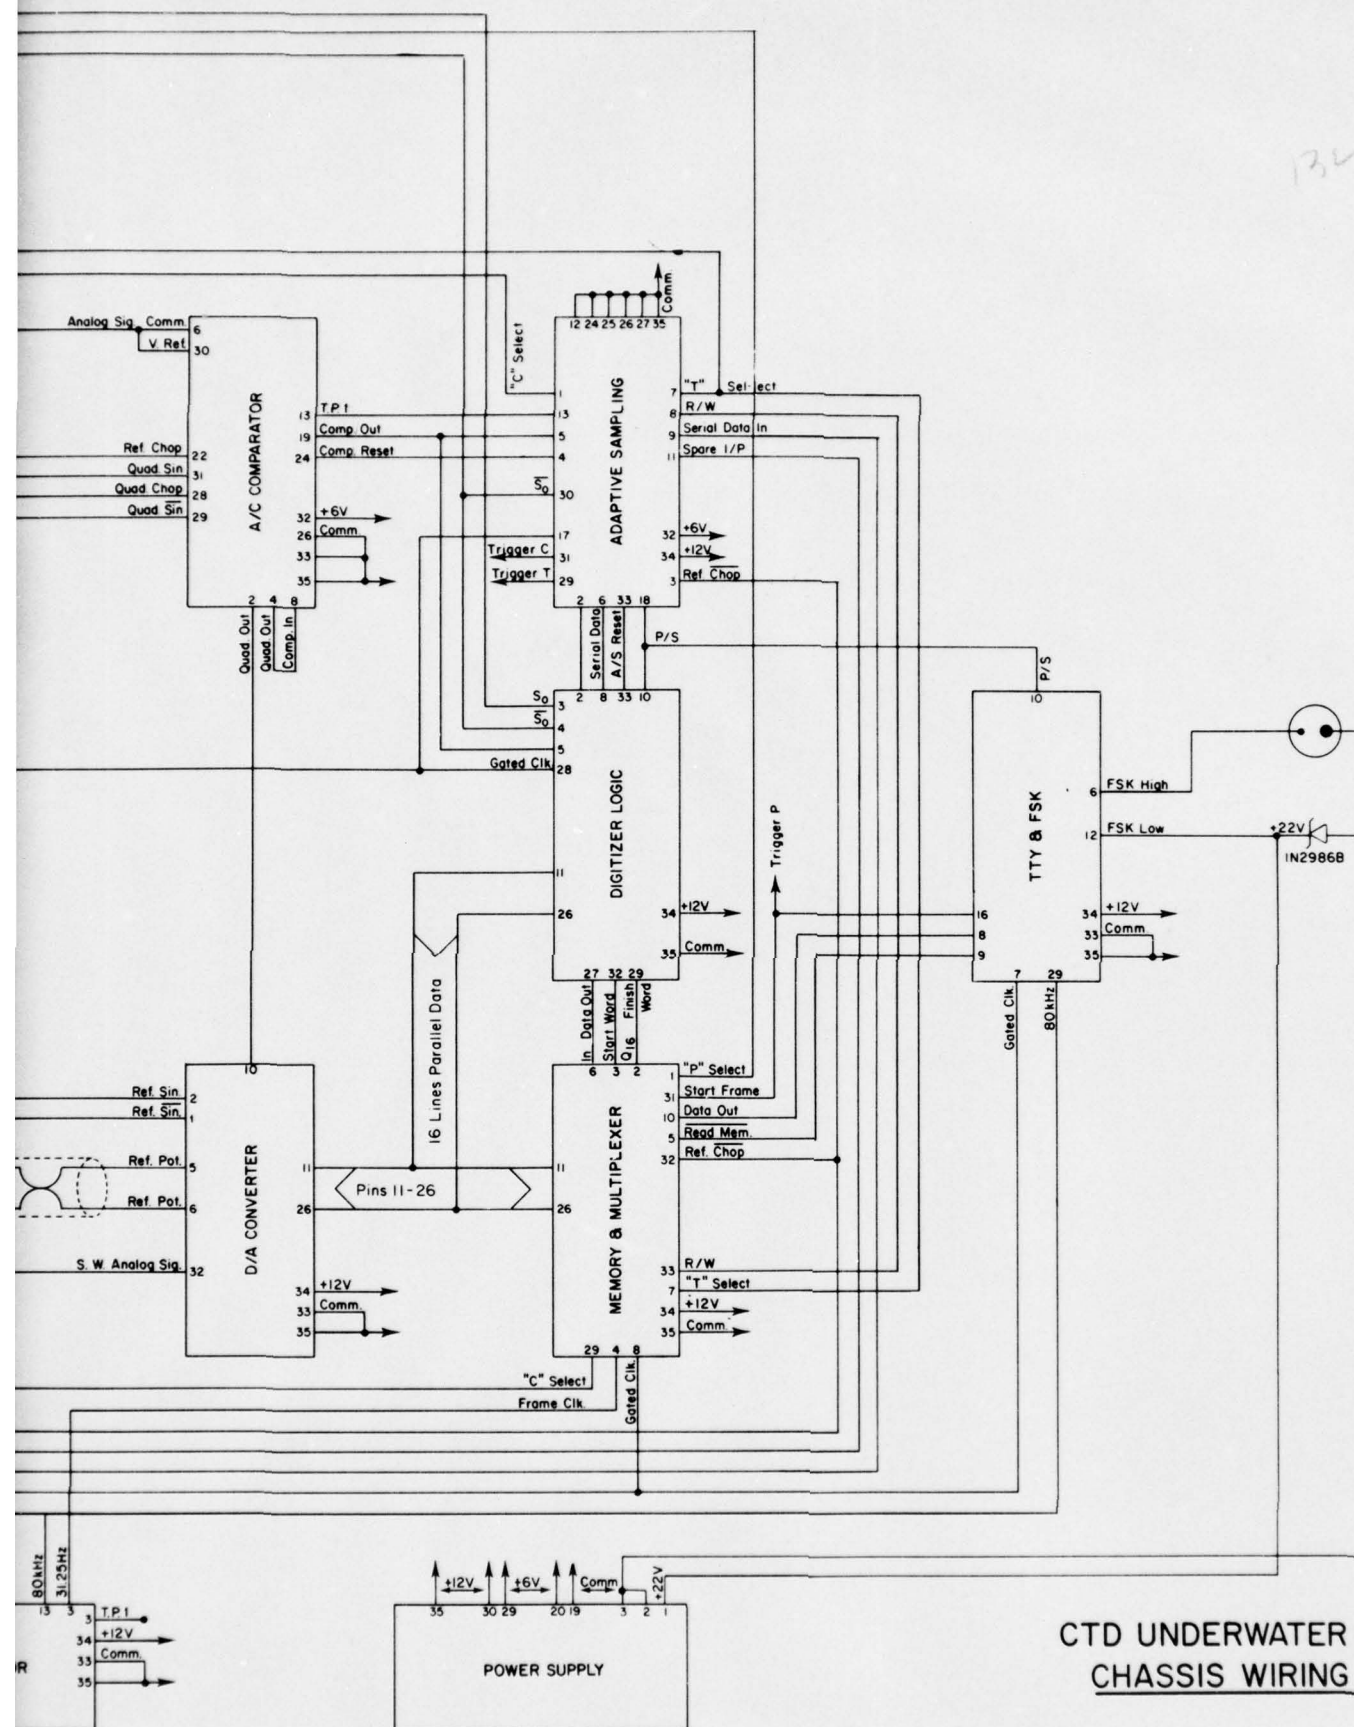 132
Comm.
12 24 25 26 27 35
Analog Sig. Comm.
6
V. Ref.
30
"C" Select
A/C COMPARATOR
ADAPTIVE SAMPLING
1
7 "T" Select
13 T.P.1
13
8 R/W
19 Comp. Out
5
9 Serial Data In
24 Comp. Reset
4
11 Spare I/P
Ref. Chop 22
Quad. Sin 31
Quad. Chop 28
Quad. S̅i̅n̅ 29
S̅₀̅ 30
32 +6V
26 Comm.
33
35
17
Trigger C 31
Trigger T 29
32 +6V
34 +12V
3 Ref. C̅h̅o̅p̅
2 4 8
Quad. Out
Quad. Out
Comp. In
2 6 33 18
Serial Data
A/S Reset
P/S
P/S
2 8 33 10
10
S₀ 3
S̅₀̅ 4
5
Gated Clk. 28
DIGITIZER LOGIC
11
26
34 +12V
35 Comm.
Trigger P
TTY & FSK
6 FSK High
12 FSK Low
+22V
IN2986B
16
8
9
34 +12V
33 Comm.
35
7 29
Gated Clk.
80kHz
27 32 29
In Data Out
Start Word
Q16 Finish
Word
16 Lines Parallel Data
6 3 2
10
Ref. Sin. 2
Ref. S̅i̅n̅.̅ 1
Ref. Pot. 5
Ref. Pot. 6
S. W. Analog Sig. 32
D/A CONVERTER
11
26
Pins 11-26
34 +12V
33 Comm.
35
MEMORY & MULTIPLEXER
11
26
1 "P" Select
31 Start Frame
10 Data Out
5 R̅e̅a̅d̅ ̅M̅e̅m̅.̅
32 Ref. C̅h̅o̅p̅
33 R/W
7 "T" Select
34 +12V
35 Comm.
29 4 8
"C" Select
Frame Clk.
Gated Clk.
80kHz
31.25Hz
13 3
3 T.P.1
34 +12V
33 Comm.
35
R
+12V +6V Comm. +22V
35 30 29 20 19 3 2 1
POWER SUPPLY
CTD UNDERWATER
CHASSIS WIRING